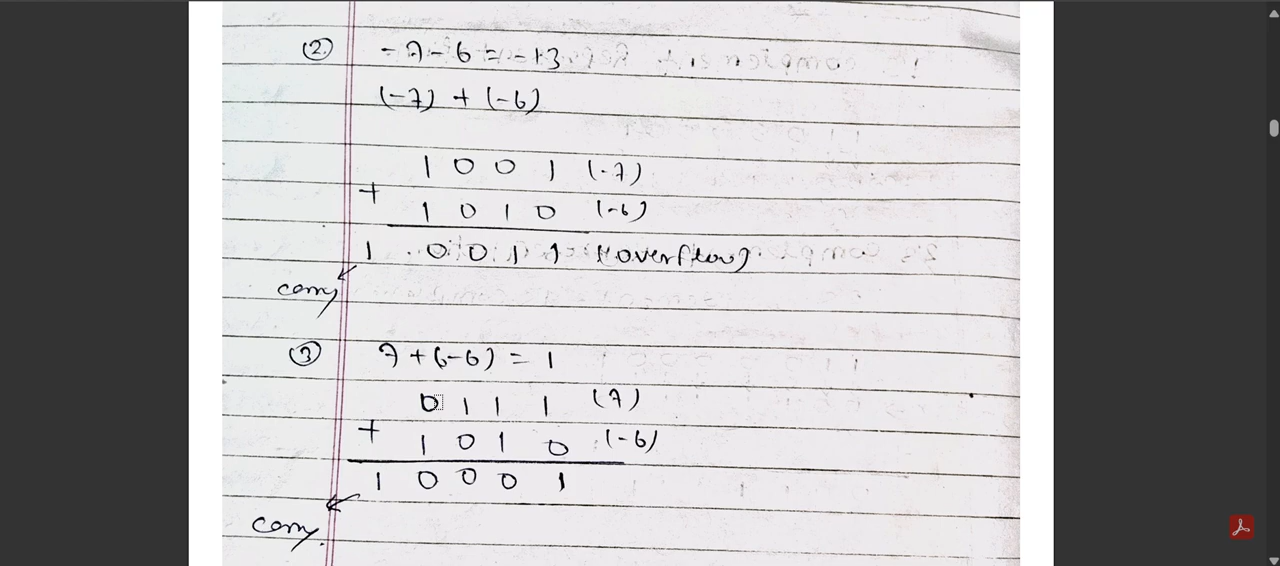 (2) -7-6=-13
(-7) + (-6)
1 0 0 1 (-7)
+ 1 0 1 0 (-6)
1 0 0 1 1 (overflow)
carry
(3) 7+(-6) = 1
0 1 1 1 (7)
+ 1 0 1 0 (-6)
1 0 0 0 1
carry.